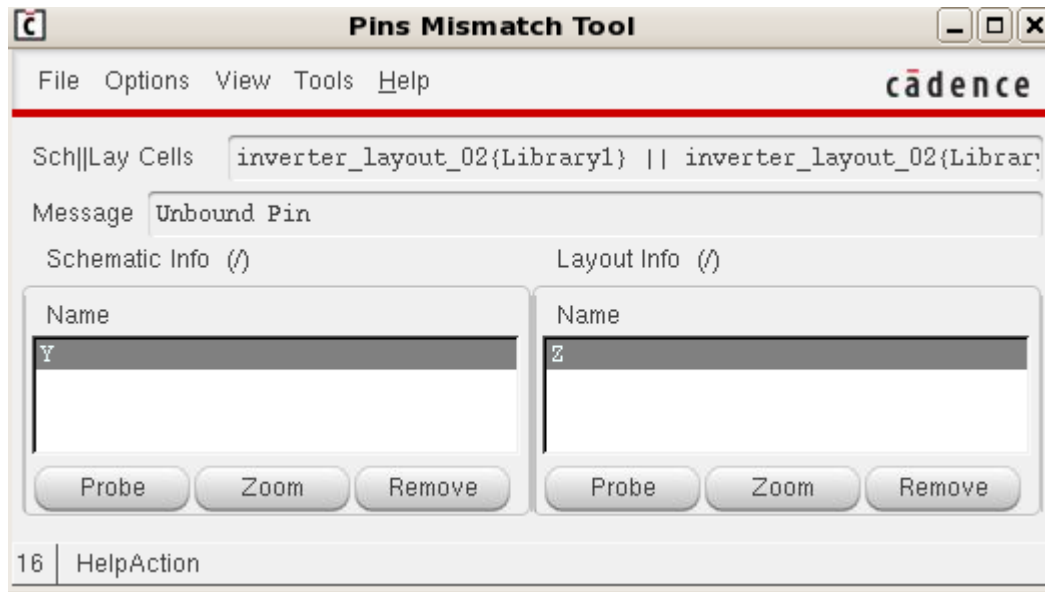 Pins Mismatch Tool
File Options View Tools Help
cādence
Sch||Lay Cells inverter_layout_02{Library1} || inverter_layout_02{Library
Message Unbound Pin
Schematic Info (/) Layout Info (/)
Name Name
Y Z
Probe Zoom Remove Probe Zoom Remove
16 HelpAction